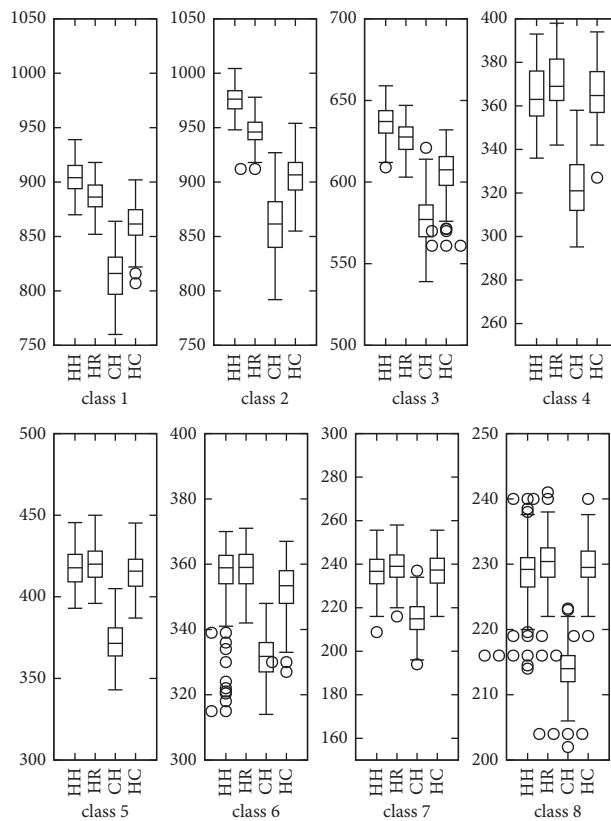 1050
1000
950
900
850
800
750
HH
HR
CH
HC
class 1
1050
1000
950
900
850
800
750
HH
HR
CH
HC
class 2
700
650
600
550
500
HH
HR
CH
HC
class 3
400
380
360
340
320
300
280
260
HH
HR
CH
HC
class 4
500
450
400
350
300
HH
HR
CH
HC
class 5
400
380
360
340
320
300
HH
HR
CH
HC
class 6
300
280
260
240
220
200
180
160
HH
HR
CH
HC
class 7
250
240
230
220
210
200
HH
HR
CH
HC
class 8